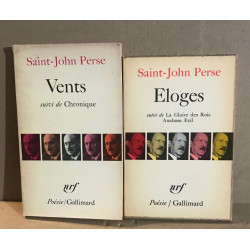 Saint-John Perse
Vents
suivi de Chronique
nrf
Poésie/Gallimard
Saint-John Perse
Eloges
suivi de La Gloire des Rois
Anabase, Exil
nrf
Poésie/Gallimard